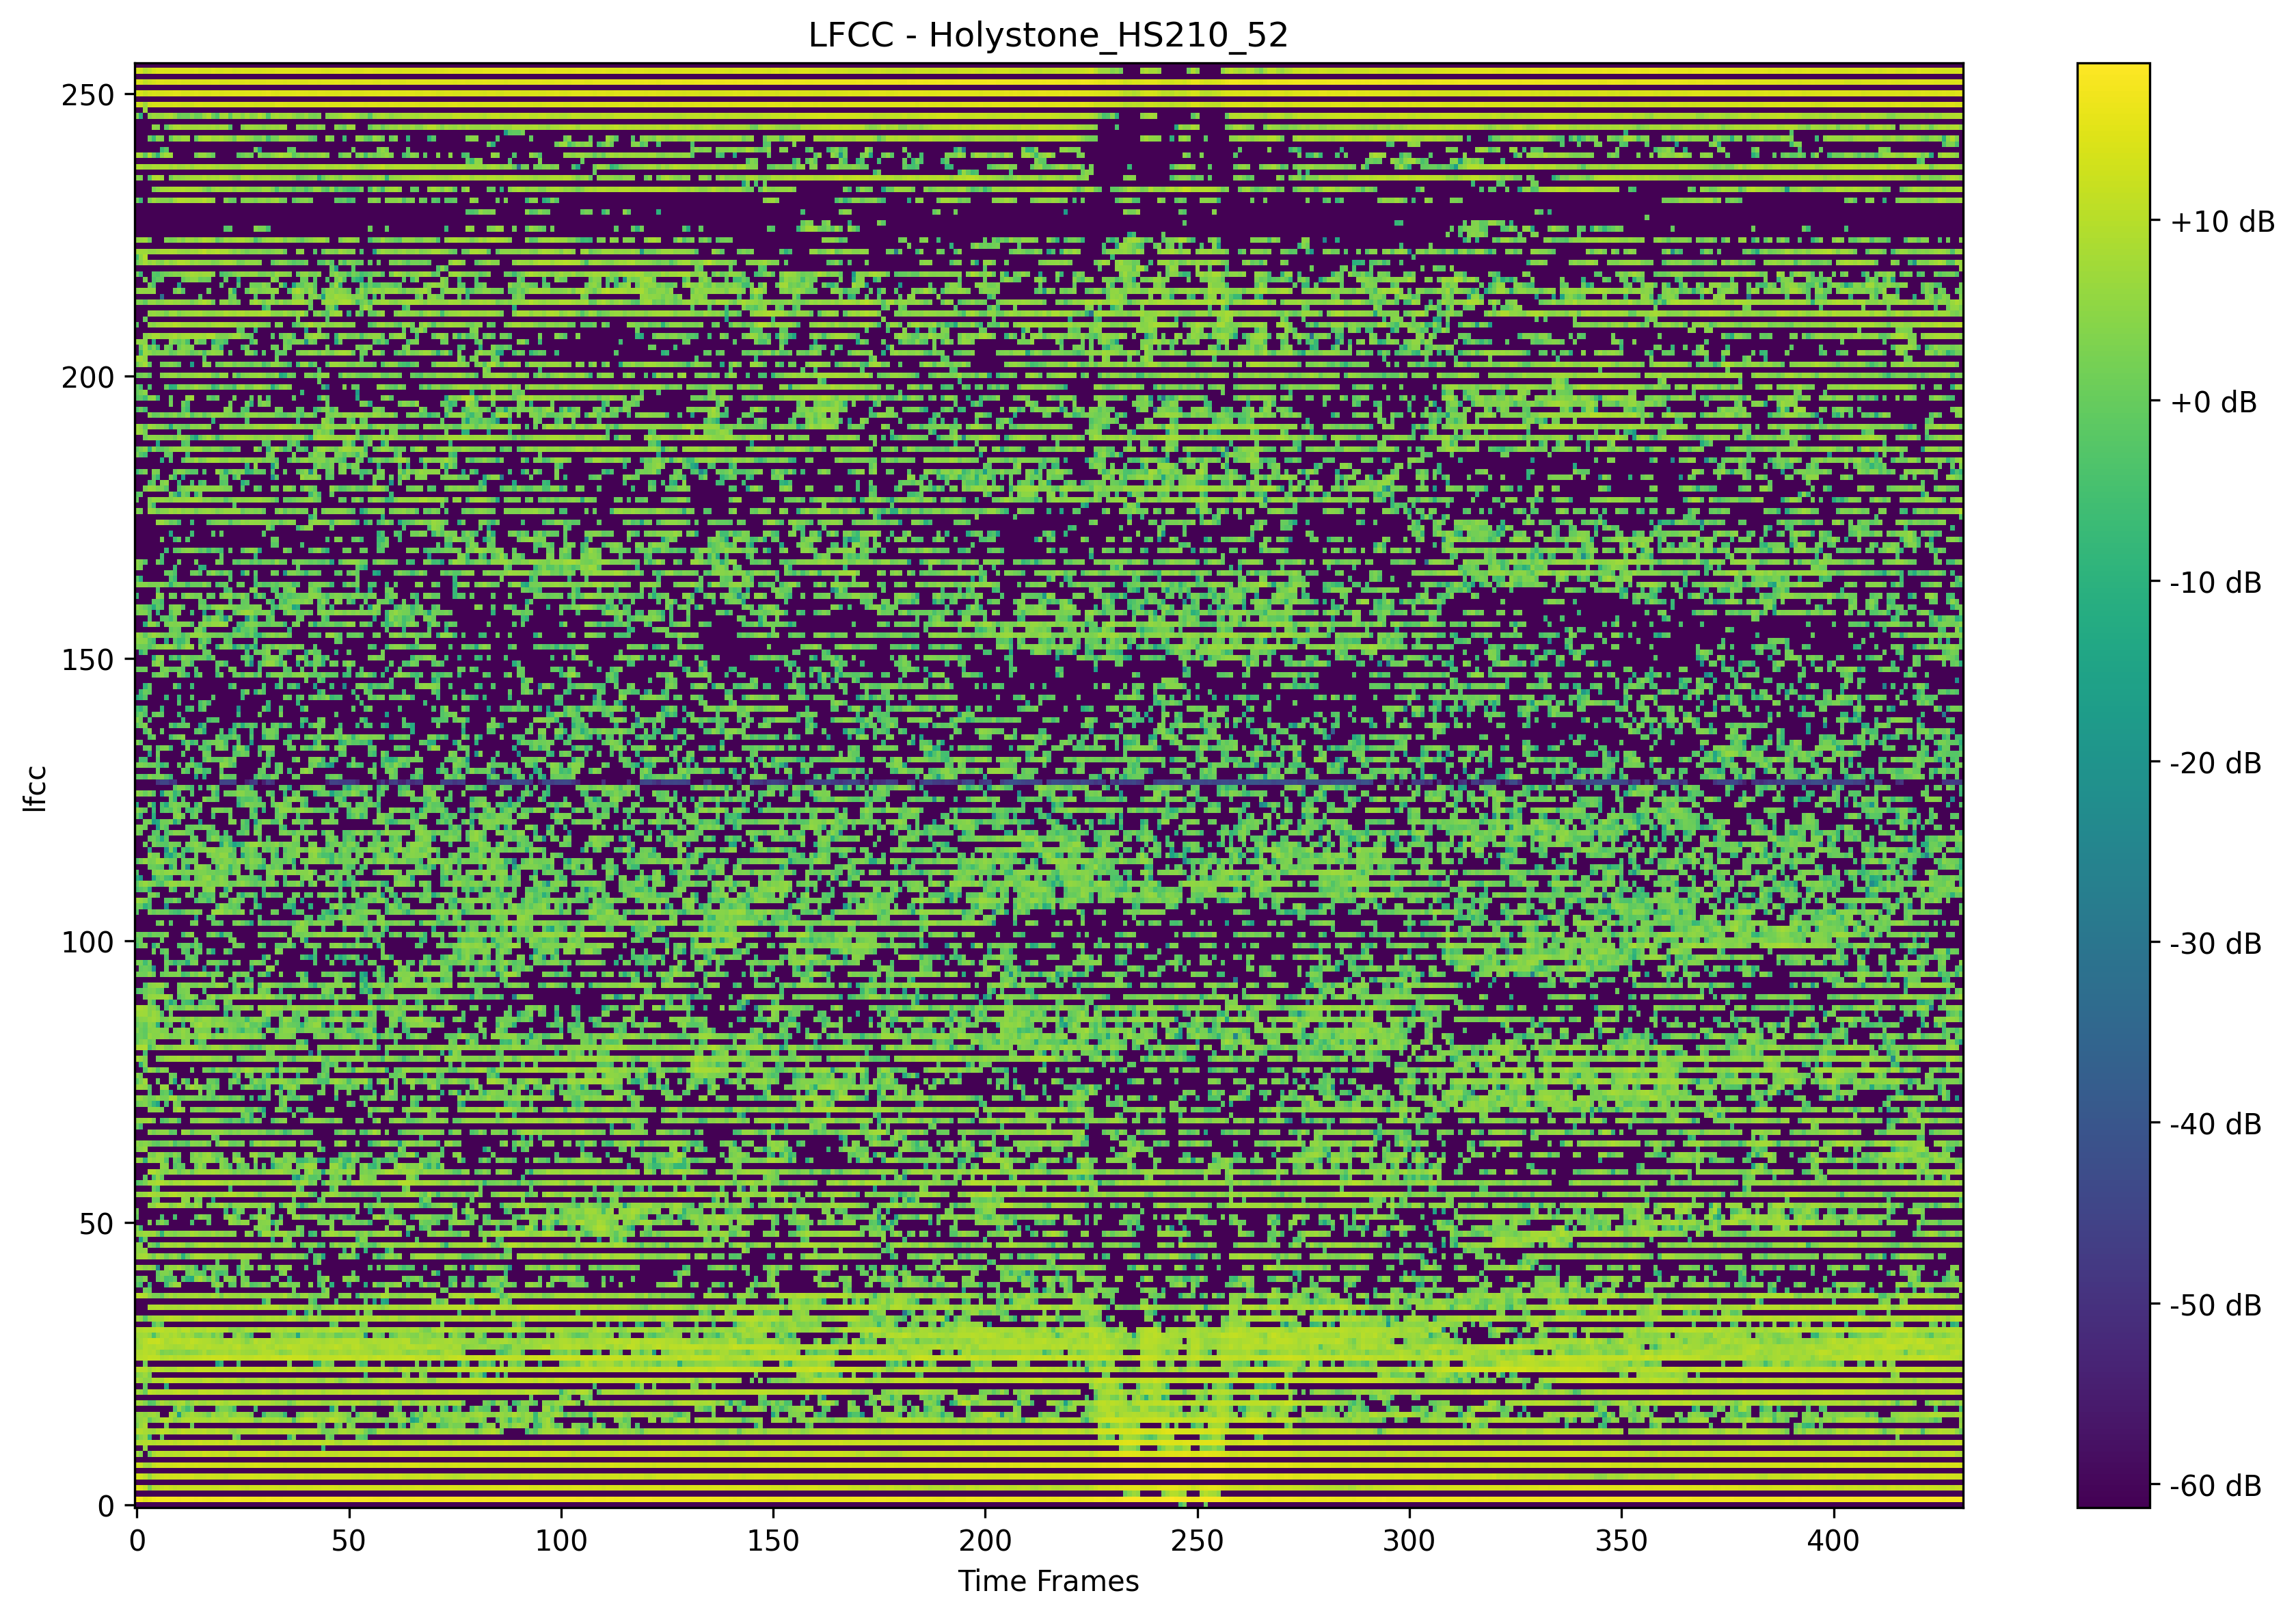 LFCC - Holystone_HS210_52
250
200
150
100
50
0
lfcc
0 50 100 150 200 250 300 350 400
Time Frames
+10 dB
+0 dB
-10 dB
-20 dB
-30 dB
-40 dB
-50 dB
-60 dB